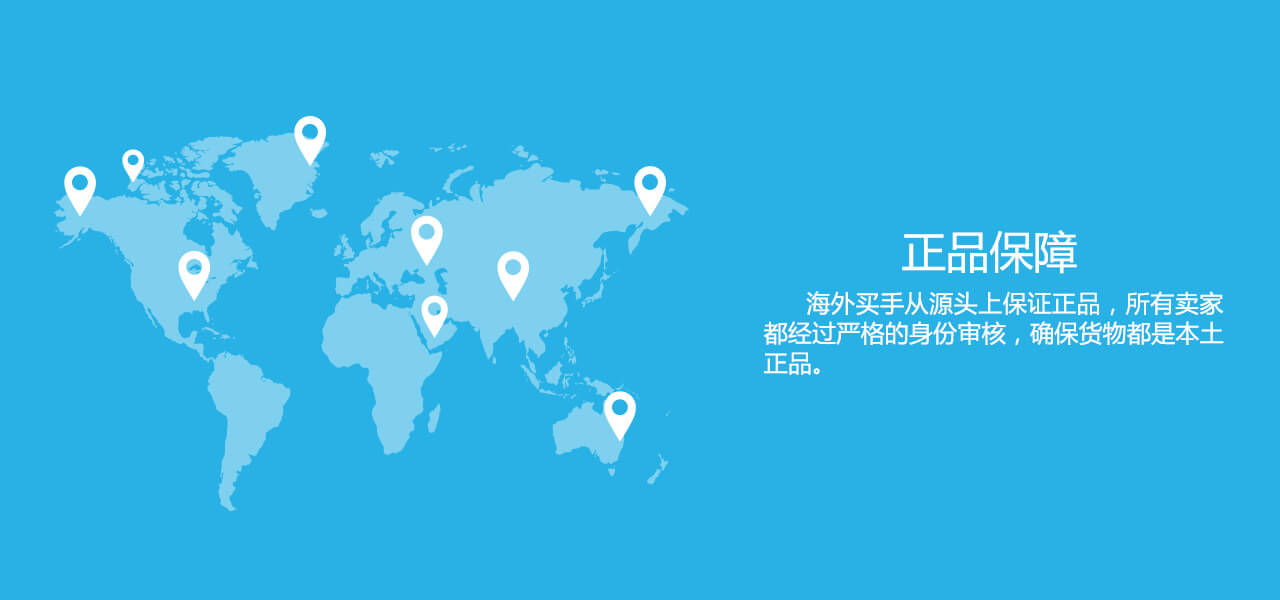 正品保障
海外买手从源头上保证正品，所有卖家
都经过严格的身份审核，确保货物都是本土
正品。